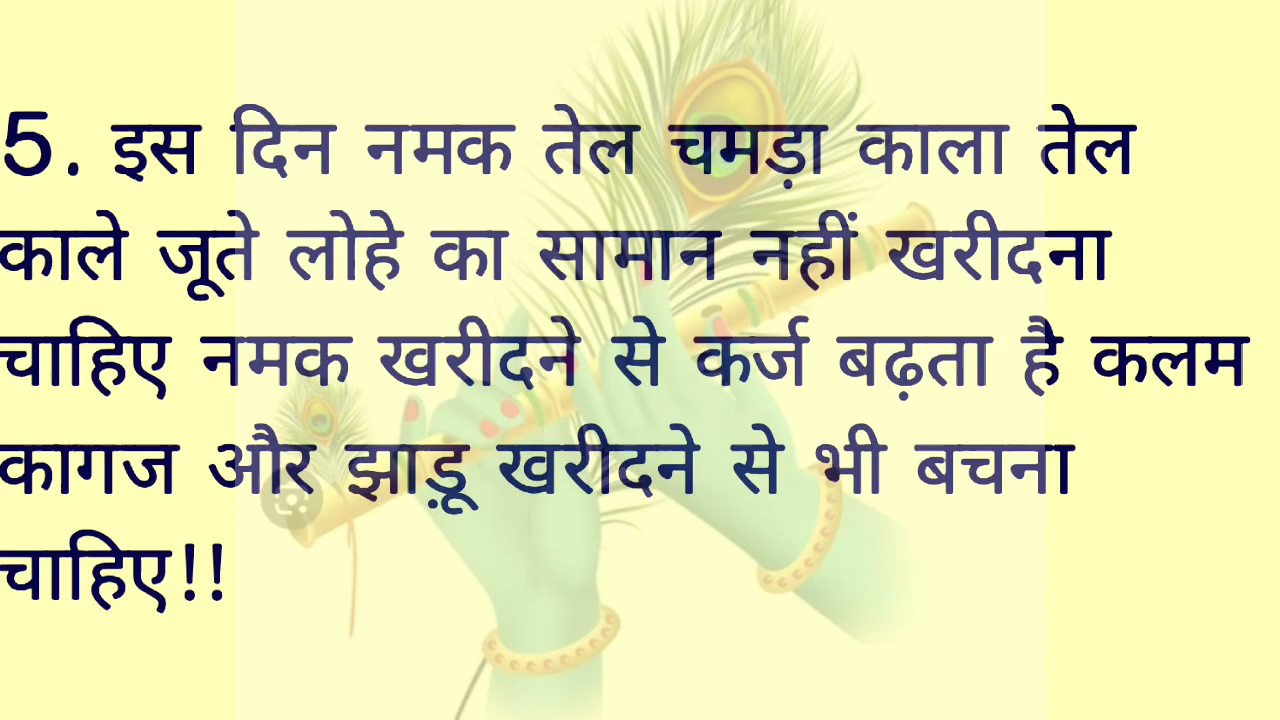 5. इस दिन नमक तेल चमड़ा काला तेल
काले जूते लोहे का सामान नहीं खरीदना
चाहिए नमक खरीदने से कर्ज बढ़ता है कलम
कागज और झाड़ू खरीदने से भी बचना
चाहिए!!